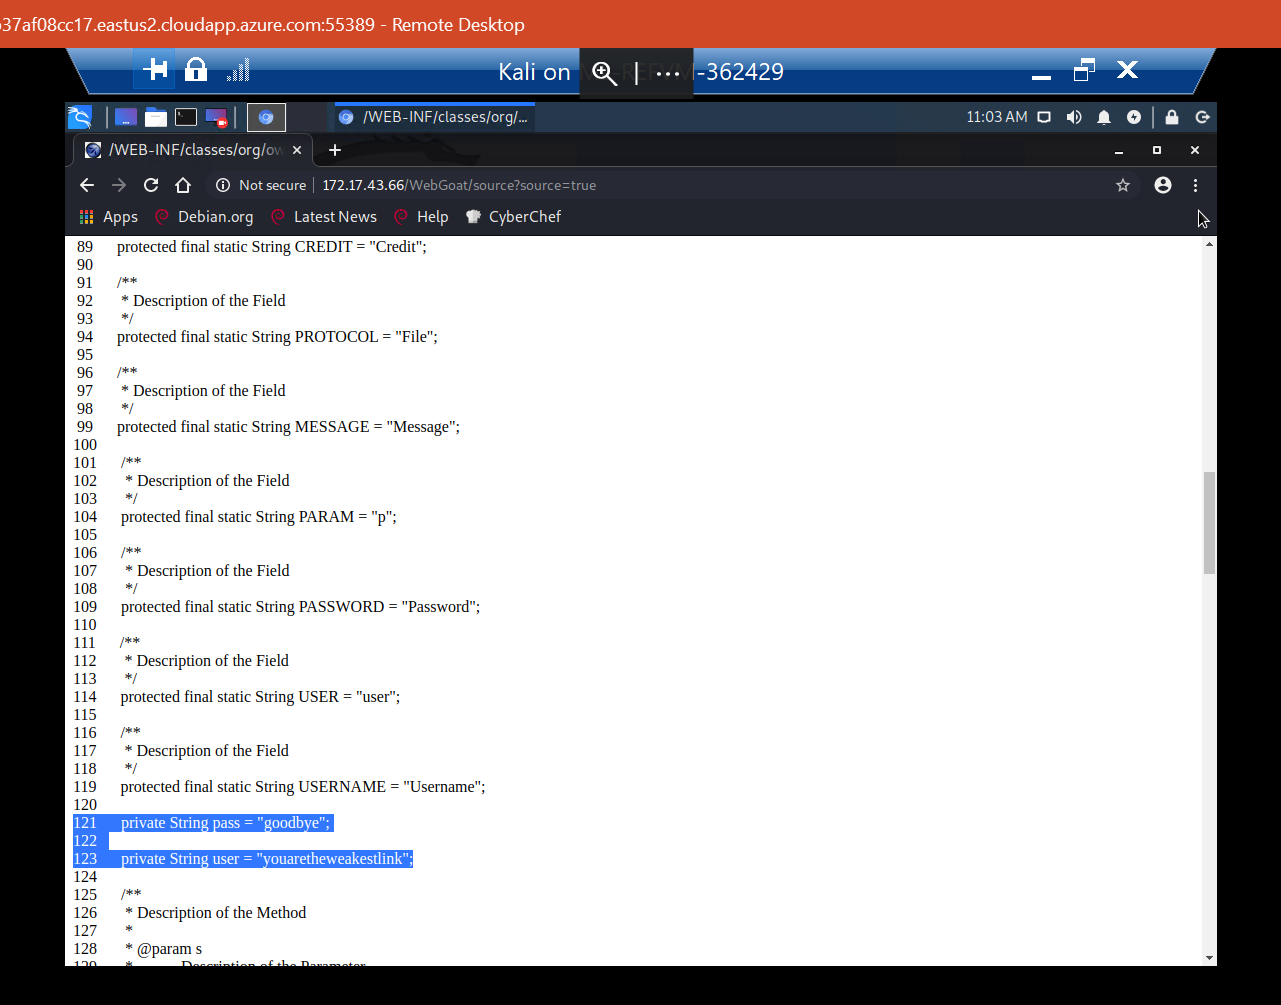 37af08cc17.eastus2.cloudapp.azure.com:55389 - Remote Desktop
Kali on -362429
/WEB-INF/classes/org/... 11:03 AM
/WEB-INF/classes/org/ow
Not secure | 172.17.43.66/WebGoat/source?source=true
Apps Debian.org Latest News Help CyberChef
89 protected final static String CREDIT = "Credit";
90
91 /**
92 * Description of the Field
93 */
94 protected final static String PROTOCOL = "File";
95
96 /**
97 * Description of the Field
98 */
99 protected final static String MESSAGE = "Message";
100
101 /**
102 * Description of the Field
103 */
104 protected final static String PARAM = "p";
105
106 /**
107 * Description of the Field
108 */
109 protected final static String PASSWORD = "Password";
110
111 /**
112 * Description of the Field
113 */
114 protected final static String USER = "user";
115
116 /**
117 * Description of the Field
118 */
119 protected final static String USERNAME = "Username";
120
121 private String pass = "goodbye";
122
123 private String user = "youaretheweakestlink";
124
125 /**
126 * Description of the Method
127 *
128 * @param s
129 * Description of the Parameter